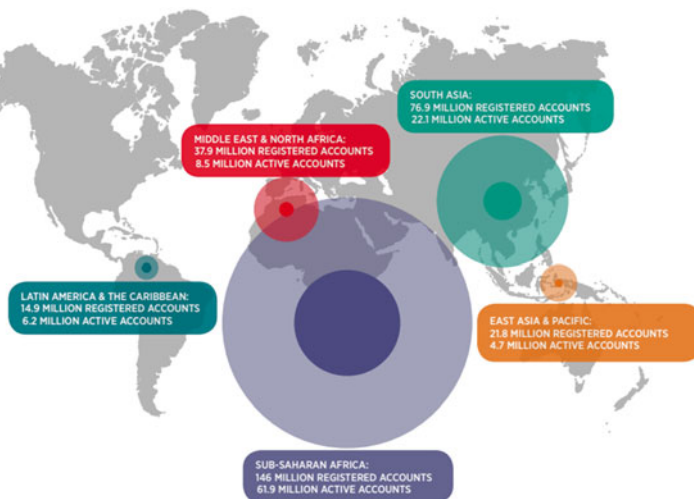 SOUTH ASIA:
76.9 MILLION REGISTERED ACCOUNTS
22.1 MILLION ACTIVE ACCOUNTS
MIDDLE EAST & NORTH AFRICA:
37.9 MILLION REGISTERED ACCOUNTS
8.5 MILLION ACTIVE ACCOUNTS
LATIN AMERICA & THE CARIBBEAN:
14.9 MILLION REGISTERED ACCOUNTS
6.2 MILLION ACTIVE ACCOUNTS
EAST ASIA & PACIFIC:
21.8 MILLION REGISTERED ACCOUNTS
4.7 MILLION ACTIVE ACCOUNTS
SUB-SAHARAN AFRICA:
146 MILLION REGISTERED ACCOUNTS
61.9 MILLION ACTIVE ACCOUNTS